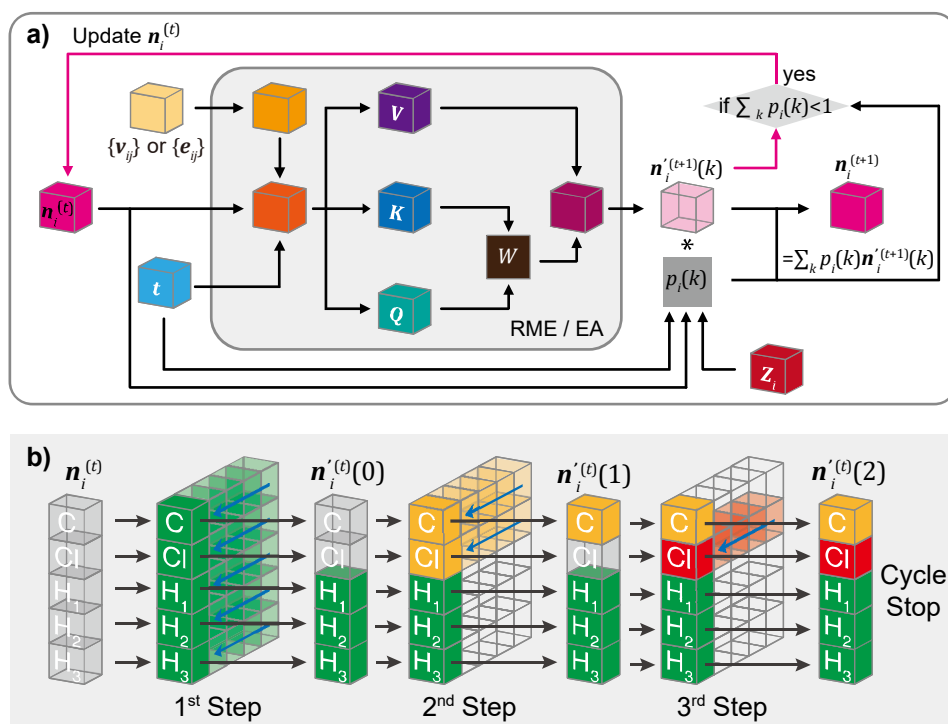 a)
Update n_i^(t)
yes
if ∑_k p_i(k)<1
V
{v_ij} or {e_ij}
n'_i^(t+1)(k)
n_i^(t+1)
n_i^(t)
K
*
W
=∑_k p_i(k)n'_i^(t+1)(k)
t
p_i(k)
Q
RME / EA
Z_i
b)
n_i^(t)
n'_i^(t)(0)
n'_i^(t)(1)
n'_i^(t)(2)
C C C C C C C
Cl Cl Cl Cl Cl Cl Cl
H_1 H_1 H_1 H_1 H_1 H_1 H_1
H_2 H_2 H_2 H_2 H_2 H_2 H_2
H_3 H_3 H_3 H_3 H_3 H_3 H_3
Cycle
Stop
1st Step
2nd Step
3rd Step